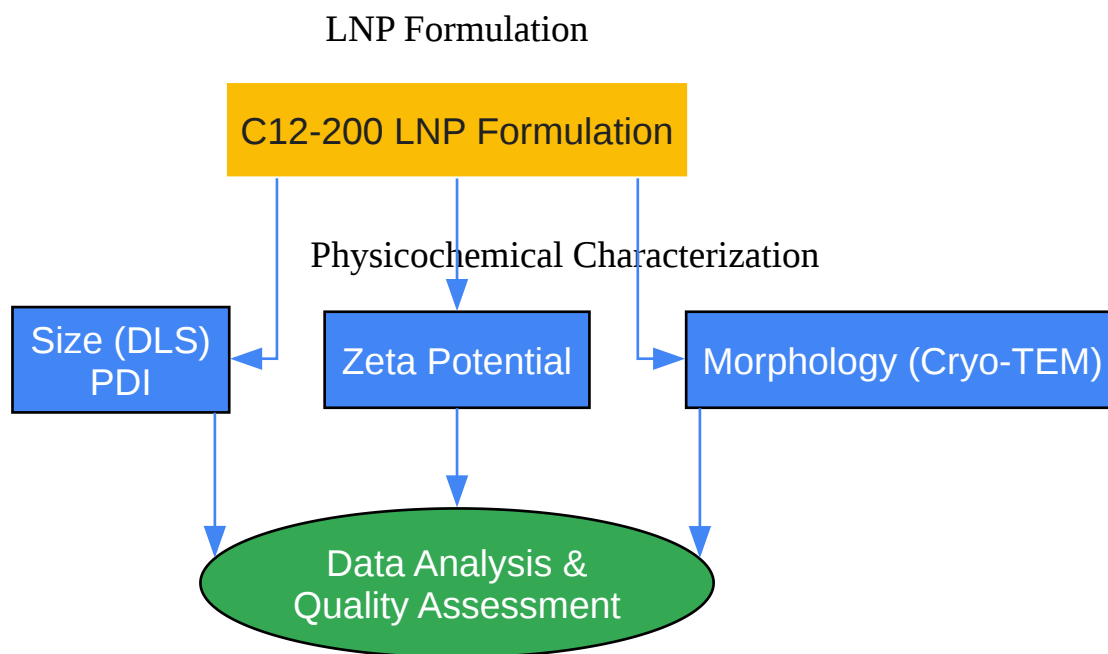 LNP Formulation
C12-200 LNP Formulation
Physicochemical Characterization
Size (DLS)
PDI
Zeta Potential
Morphology (Cryo-TEM)
Data Analysis &
Quality Assessment